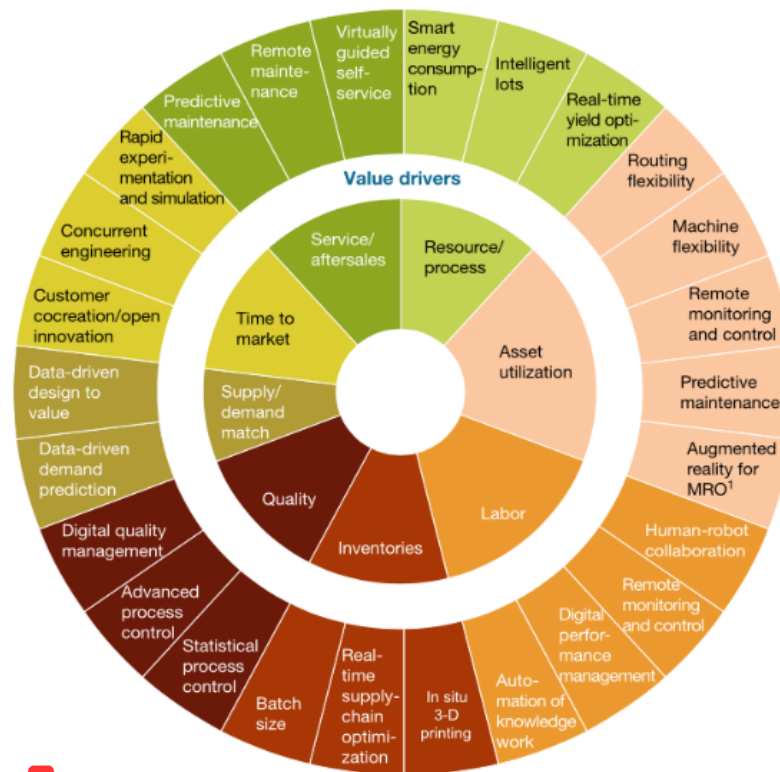 Value drivers
Service/
aftersales
Resource/
process
Asset
utilization
Labor
Inventories
Quality
Supply/
demand
match
Time to
market
Virtually
guided
self-
service
Smart
energy
consump-
tion
Intelligent
lots
Real-time
yield opti-
mization
Routing
flexibility
Machine
flexibility
Remote
monitoring
and control
Predictive
maintenance
Augmented
reality for
MRO¹
Human-robot
collaboration
Remote
monitoring
and control
Digital
perfor-
mance
management
Auto-
mation of
knowledge
work
In situ
3-D
printing
Real-
time
supply-
chain
optimi-
zation
Batch
size
Statistical
process
control
Advanced
process
control
Digital quality
management
Data-driven
demand
prediction
Data-driven
design to
value
Customer
cocreation/open
innovation
Concurrent
engineering
Rapid
experi-
mentation
and simulation
Predictive
maintenance
Remote
mainte-
nance